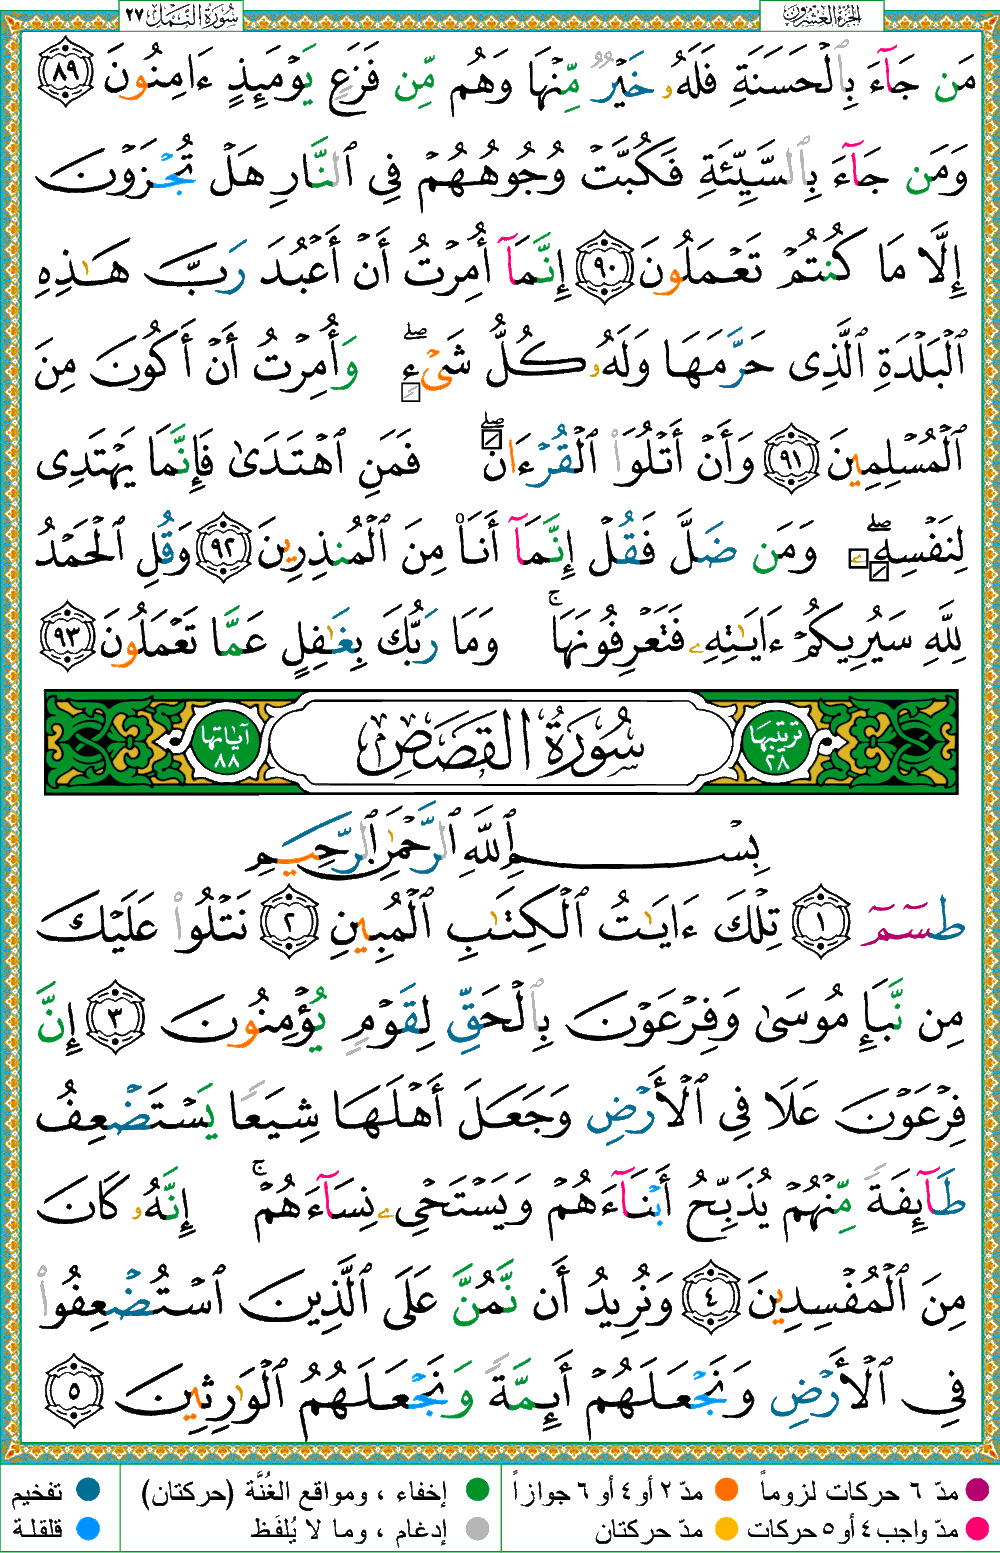 الجزء العشرون
سورة النمل ٢٧
مَن جَآءَ بِٱلْحَسَنَةِ فَلَهُۥ خَيْرٌۭ مِّنْهَا وَهُم مِّن فَزَعٍۢ يَوْمَئِذٍ ءَامِنُونَ ٨٩
وَمَن جَآءَ بِٱلسَّيِّئَةِ فَكُبَّتْ وُجُوهُهُمْ فِى ٱلنَّارِ هَلْ تُجْزَوْنَ
إِلَّا مَا كُنتُمْ تَعْمَلُونَ ٩٠ إِنَّمَآ أُمِرْتُ أَنْ أَعْبُدَ رَبَّ هَـٰذِهِ
ٱلْبَلْدَةِ ٱلَّذِى حَرَّمَهَا وَلَهُۥ كُلُّ شَىْءٍۢ ۖ وَأُمِرْتُ أَنْ أَكُونَ مِنَ
ٱلْمُسْلِمِينَ ٩١ وَأَنْ أَتْلُوَا۟ ٱلْقُرْءَانَ ۖ فَمَنِ ٱهْتَدَىٰ فَإِنَّمَا يَهْتَدِى
لِنَفْسِهِۦ ۖ وَمَن ضَلَّ فَقُلْ إِنَّمَآ أَنَا۠ مِنَ ٱلْمُنذِرِينَ ٩٢ وَقُلِ ٱلْحَمْدُ
لِلَّهِ سَيُرِيكُمْ ءَايَـٰتِهِۦ فَتَعْرِفُونَهَا ۚ وَمَا رَبُّكَ بِغَـٰفِلٍ عَمَّا تَعْمَلُونَ ٩٣
ترتيبها ٢٨ سُورَةُ القَصَصِ آياتها ٨٨
بِسْمِ ٱللَّهِ ٱلرَّحْمَـٰنِ ٱلرَّحِيمِ
طسٓمٓ ١ تِلْكَ ءَايَـٰتُ ٱلْكِتَـٰبِ ٱلْمُبِينِ ٢ نَتْلُوا۟ عَلَيْكَ
مِن نَّبَإِ مُوسَىٰ وَفِرْعَوْنَ بِٱلْحَقِّ لِقَوْمٍ يُؤْمِنُونَ ٣ إِنَّ
فِرْعَوْنَ عَلَا فِى ٱلْأَرْضِ وَجَعَلَ أَهْلَهَا شِيَعًا يَسْتَضْعِفُ
طَآئِفَةً مِّنْهُمْ يُذَبِّحُ أَبْنَآءَهُمْ وَيَسْتَحْىِۦ نِسَآءَهُمْ ۚ إِنَّهُۥ كَانَ
مِنَ ٱلْمُفْسِدِينَ ٤ وَنُرِيدُ أَن نَّمُنَّ عَلَى ٱلَّذِينَ ٱسْتُضْعِفُوا۟
فِى ٱلْأَرْضِ وَنَجْعَلَهُمْ أَئِمَّةً وَنَجْعَلَهُمُ ٱلْوَٰرِثِينَ ٥
مدّ ٦ حركات لزوماً مدّ ٢ أو ٤ أو ٦ جوازاً إخفاء ، ومواقع الغُنَّة (حركتان) تفخيم
مدّ واجب ٤ أو ٥ حركات مدّ حركتان إدغام ، وما لا يُلفَظ قلقلة